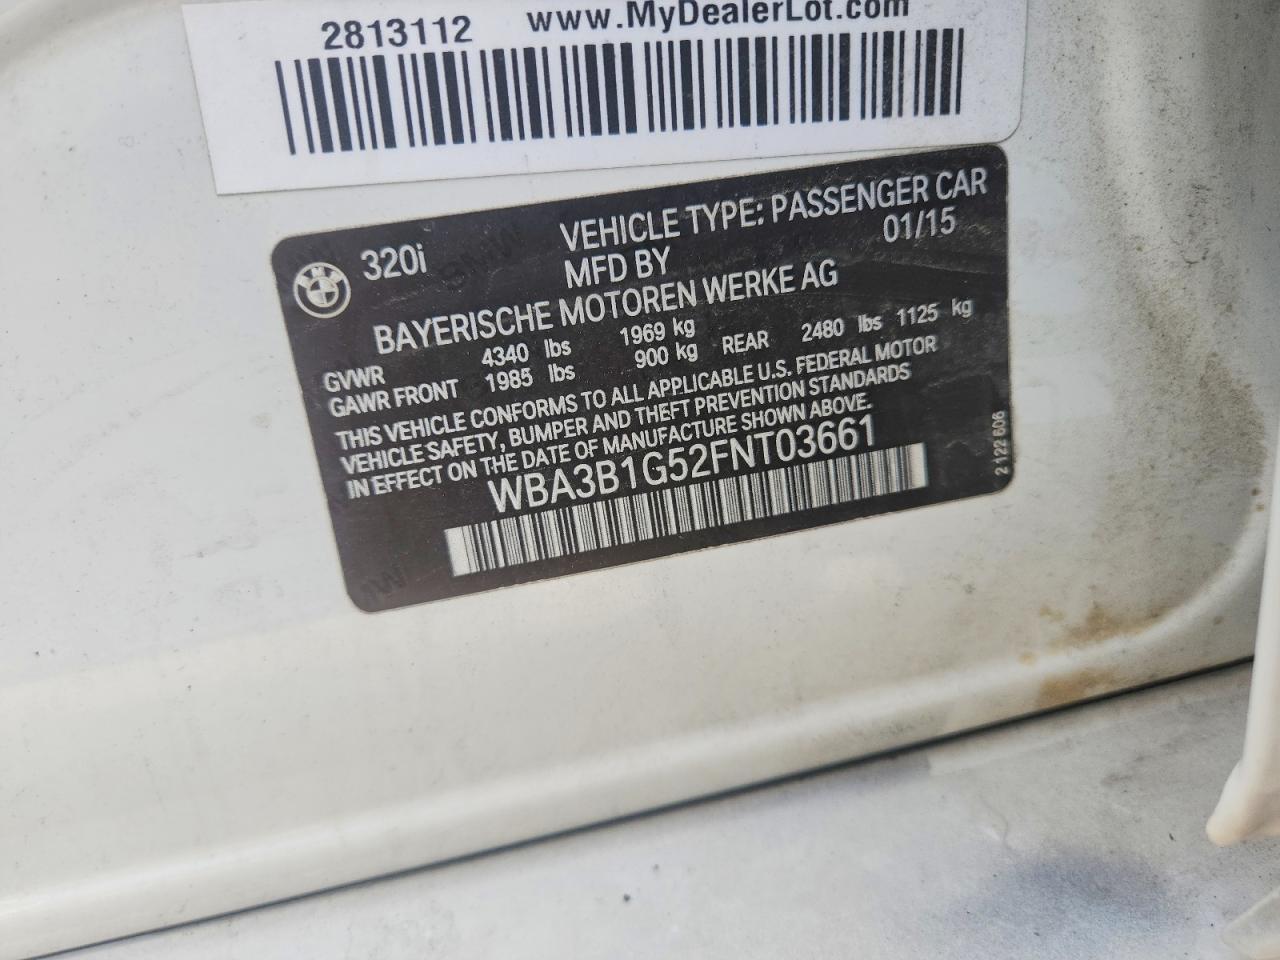 www.MyDealerLot.com
2813112
320i
VEHICLE TYPE: PASSENGER CAR
MFD BY 01/15
BAYERISCHE MOTOREN WERKE AG
GVWR 4340 lbs 1969 kg
GAWR FRONT 1985 lbs 900 kg REAR 2480 lbs 1125 kg
THIS VEHICLE CONFORMS TO ALL APPLICABLE U.S. FEDERAL MOTOR
VEHICLE SAFETY, BUMPER AND THEFT PREVENTION STANDARDS
IN EFFECT ON THE DATE OF MANUFACTURE SHOWN ABOVE.
WBA3B1G52FNT03661
2 122 606